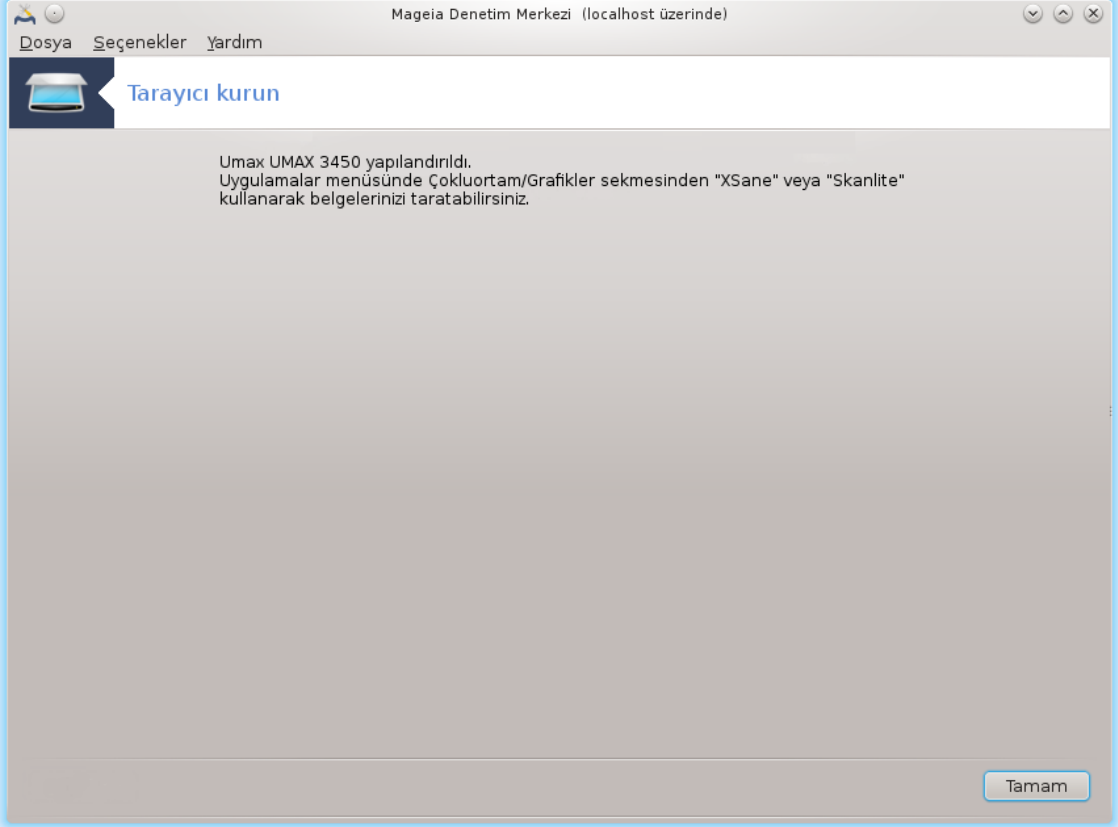 Mageia Denetim Merkezi (localhost üzerinde)
Dosya Seçenekler Yardım
Tarayıcı kurun
Umax UMAX 3450 yapılandırıldı.
Uygulamalar menüsünde Çokluortam/Grafikler sekmesinden "XSane" veya "Skanlite"
kullanarak belgelerinizi taratabilirsiniz.
Tamam